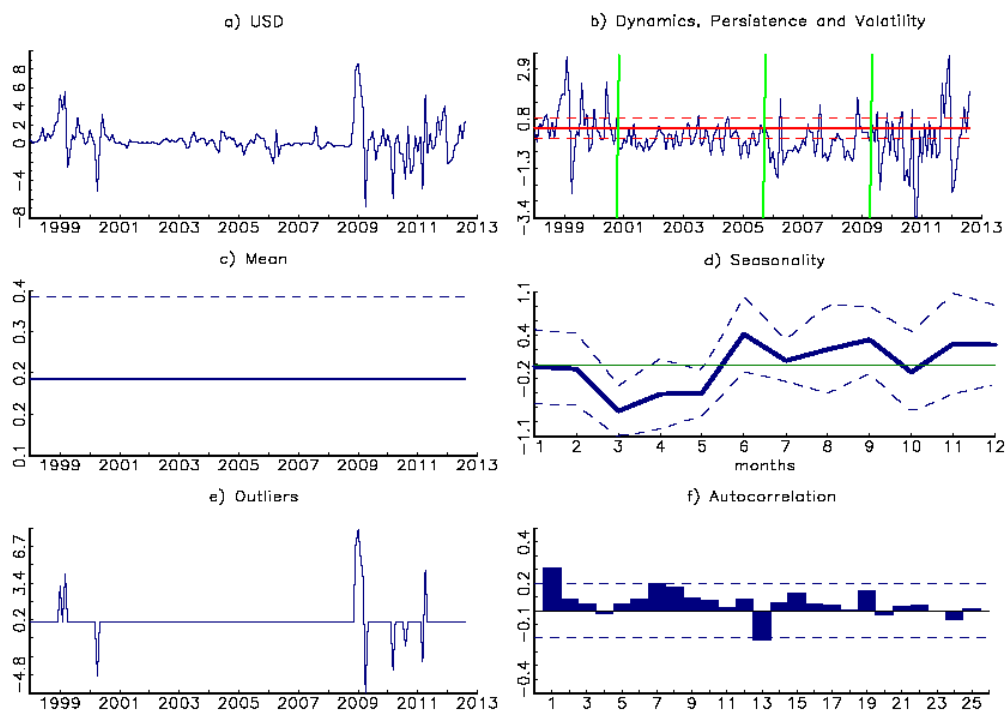 a) USD
8
6
4
2
0
−4
−8
1999 2001 2003 2005 2007 2009 2011 2013
b) Dynamics, Persistence and Volatility
2.9
0.8
−1.3
−3.4
1999 2001 2003 2005 2007 2009 2011 2013
c) Mean
0.4
0.3
0.2
0.2
0.1
1999 2001 2003 2005 2007 2009 2011 2013
d) Seasonality
1.1
0.4
−0.2
−1.1
1 2 3 4 5 6 7 8 9 10 11 12
months
e) Outliers
6.7
3.4
0.2
−4.8
1999 2001 2003 2005 2007 2009 2011 2013
f) Autocorrelation
0.4
0.2
−0.1
−0.4
1 3 5 7 9 11 13 15 17 19 21 23 25